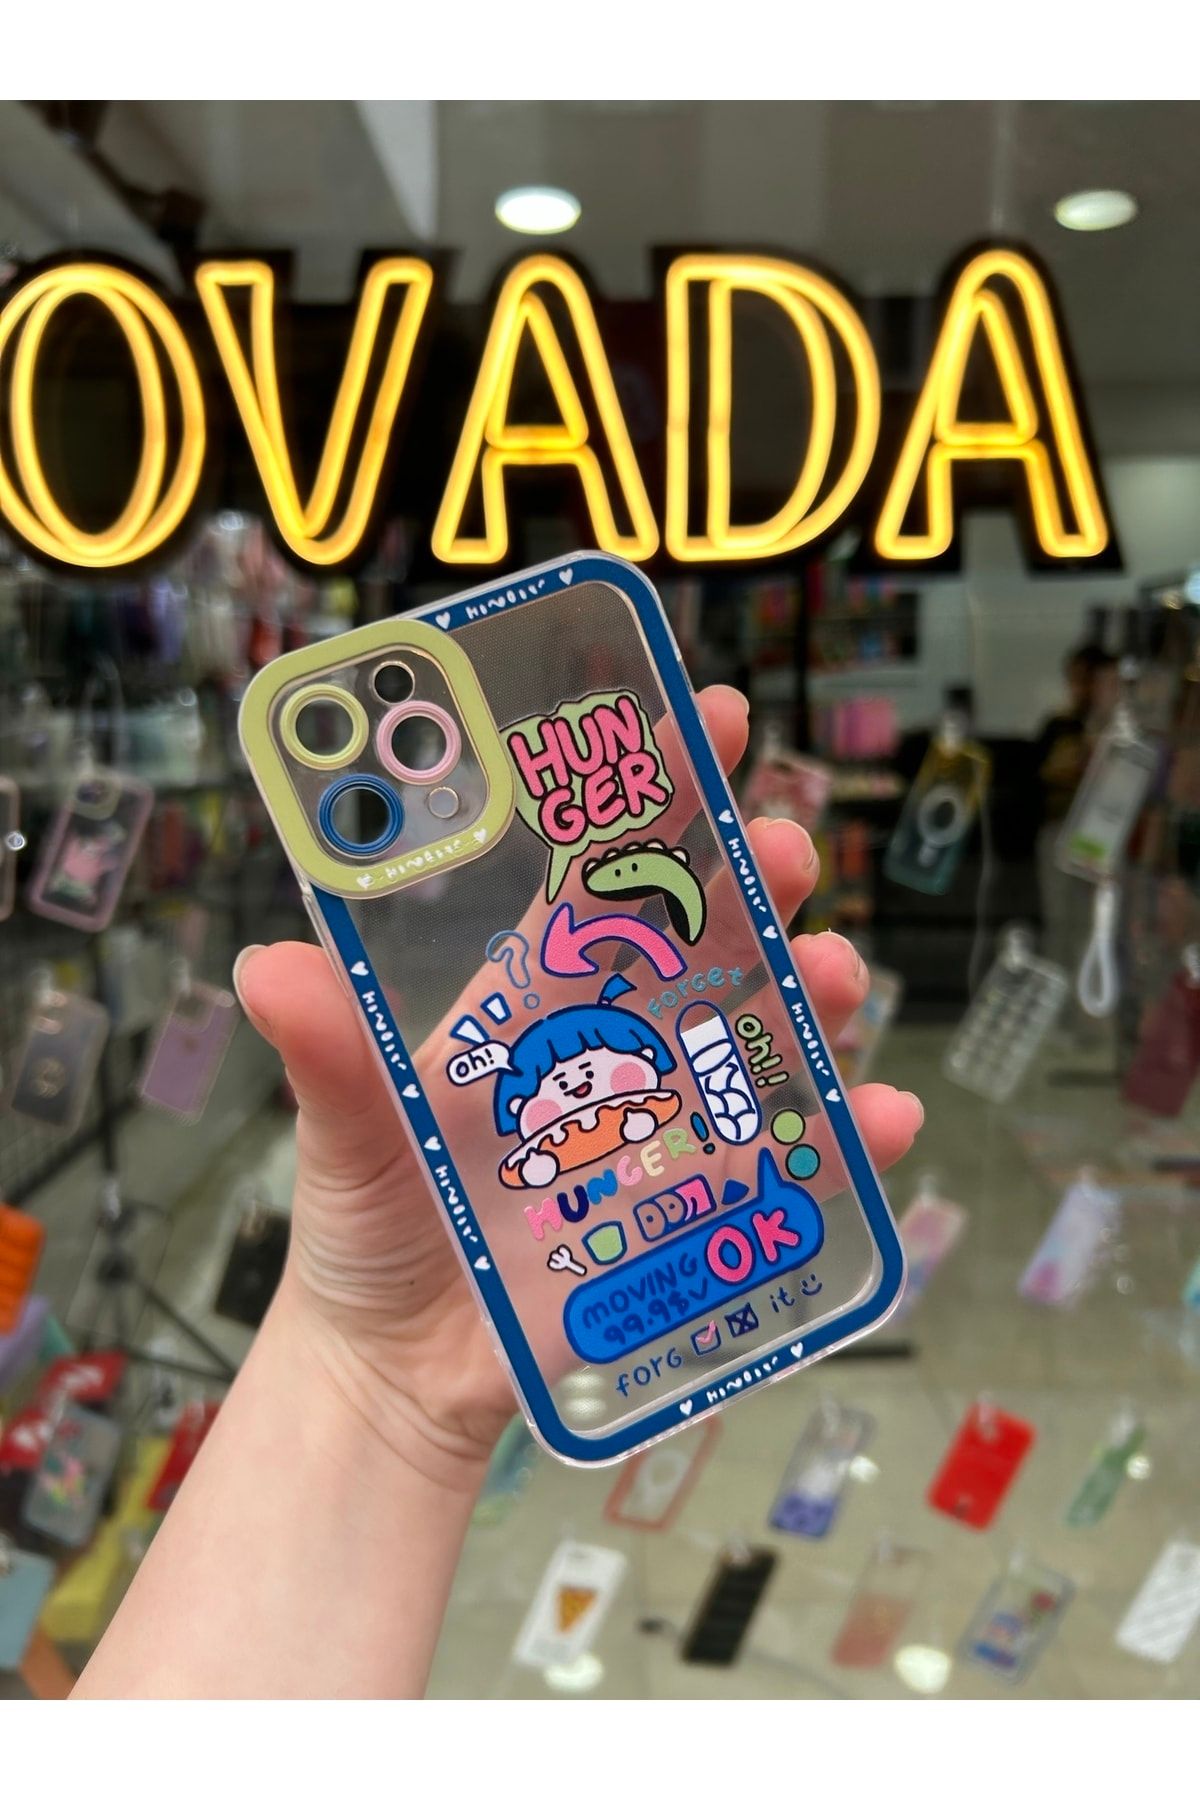 OVADA
HUN
GER
forget
oh!
oh!!
HUNGER!
OK
MOVING
99.9$V
forg it